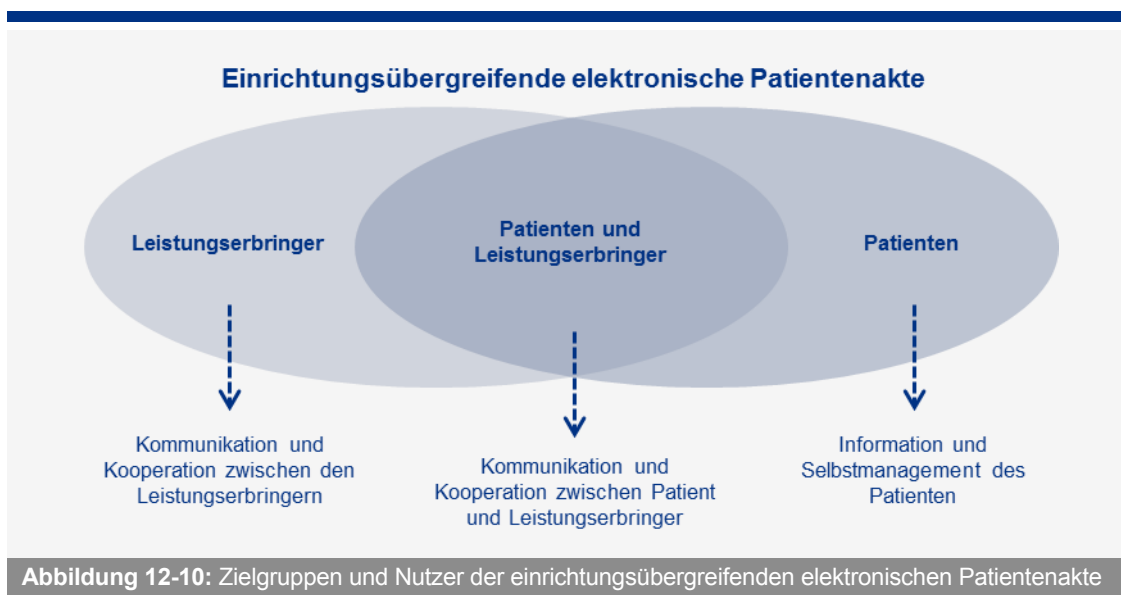 Einrichtungsübergreifende elektronische Patientenakte
Leistungserbringer
Patienten und
Leistungserbringer
Patienten
Kommunikation und
Kooperation zwischen den
Leistungserbringern
Kommunikation und
Kooperation zwischen Patient
und Leistungserbringer
Information und
Selbstmanagement des
Patienten
Abbildung 12-10: Zielgruppen und Nutzer der einrichtungsübergreifenden elektronischen Patientenakte